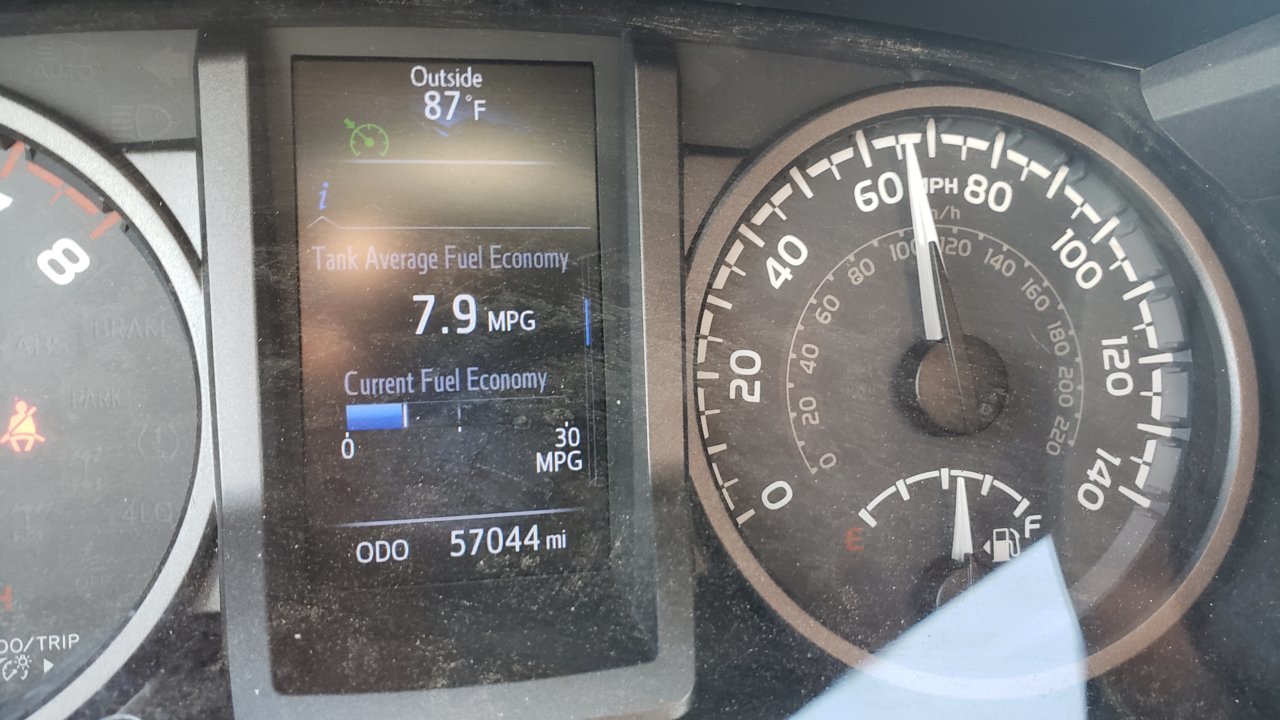 Outside
87°F
i
Tank Average Fuel Economy
7.9 MPG
Current Fuel Economy
0
30
MPG
ODO 57044 mi
8
BRAKE
PARK
H
DO/TRIP
0
20
40
60
80
100
120
140
MPH
km/h
0
20
40
60
80
100
120
140
160
180
200
220
E
F